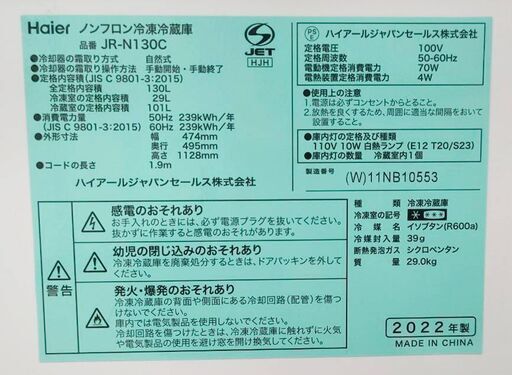 Haier ノンフロン冷凍冷蔵庫
品番 JR-N130C
●冷却器の霜取り方式 自然式
●冷却器の霜取り操作方法 手動開始・手動終了
●定格内容積(JIS C 9801-3:2015)
全定格内容積 130L
冷凍室の定格内容積 29L
冷蔵室の定格内容積 101L
●消費電力量 50Hz 239kWh/年
(JIS C 9801-3:2015) 60Hz 239kWh/年
●外形寸法 幅 474mm
奥行 495mm
高さ 1128mm
●コードの長さ 1.9m
ハイアールジャパンセールス株式会社
S
JET
HJH
PS
E
ハイアールジャパンセールス株式会社
定格電圧 100V
定格周波数 50-60Hz
電動機定格消費電力 70W
電熱装置定格消費電力 4W
●使用上の注意
1.電源は必ずコンセントからとること。
2.放熱を良くするため、周囲に適当な間隔をおいて
設置すること。
●庫内灯の定格及び種類
110V 10W 白熱ランプ (E12 T20/S23)
●庫内灯の数量 冷蔵室内1個
製造番号
(W)11NB10553
警告
感電のおそれあり
お手入れのときには、必ず電源プラグを抜いてください。
抜かずに作業すると感電することがあります。
幼児の閉じ込めのおそれあり
冷凍冷蔵庫を廃棄処分するときは、ドアパッキンを外して
ください。
発火・爆発のおそれあり
冷凍冷蔵庫の背面や側面にある冷却回路(配管)を傷つ
けないでください。
庫内では電気製品を使用しないでください。
冷却回路を傷つけたときは、冷凍冷蔵庫に触れずに火気
や電気製品の使用を避け窓を開け換気してください。
種類 冷凍冷蔵庫
冷凍室の記号 * ***
冷媒 イソブタン(R600a)
冷媒封入量 39g
断熱発泡ガス シクロペンタン
質量 29.0kg
2022年製
MADE IN CHINA